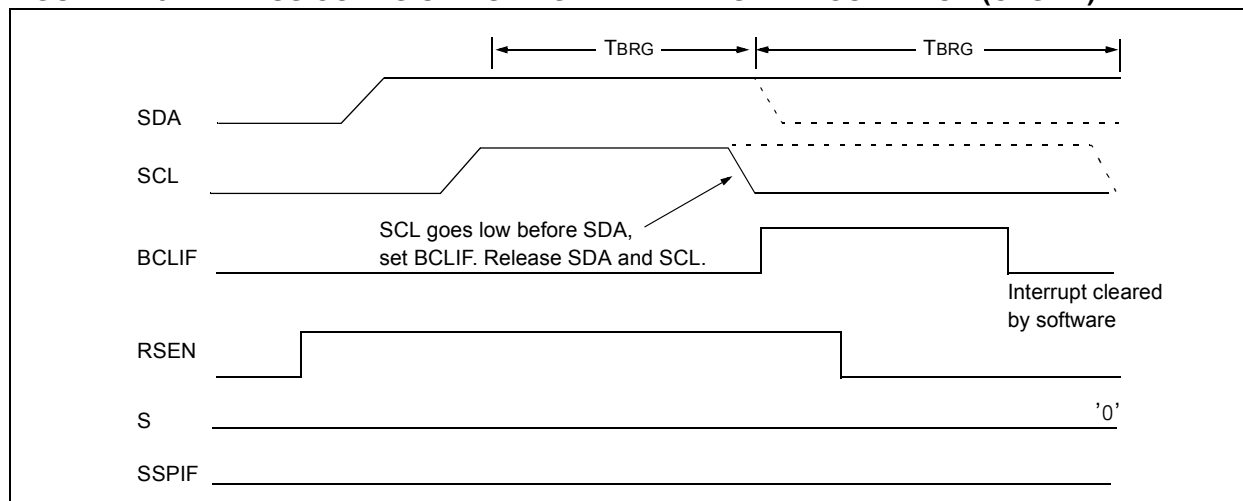 TBRG TBRG
SDA
SCL
SCL goes low before SDA,
set BCLIF. Release SDA and SCL.
BCLIF
Interrupt cleared
by software
RSEN
S '0'
SSPIF